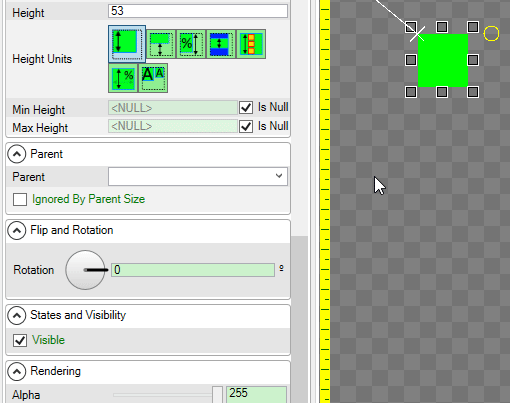 Height 53
Height Units
%
% A A
Min Height <NULL> Is Null
Max Height <NULL> Is Null
Parent
Parent
Ignored By Parent Size
Flip and Rotation
Rotation 0 º
States and Visibility
Visible
Rendering
Alpha 255